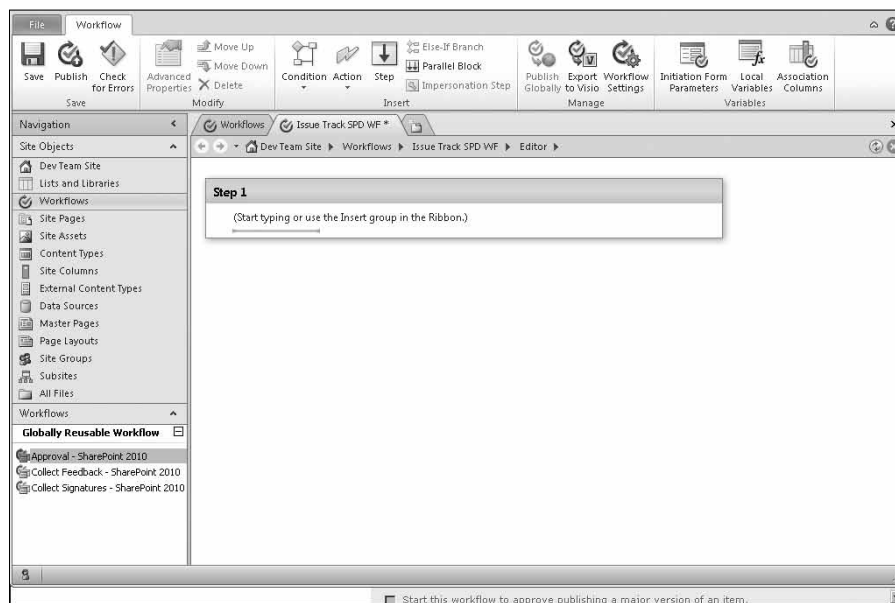 File Workflow
Save Publish Check for Errors
Save
Advanced Properties Move Up Move Down Delete
Modify
Condition Action Step Else-If Branch Parallel Block Impersonation Step
Insert
Publish Globally Export to Visio Workflow Settings
Manage
Initiation Form Parameters Local Variables Association Columns
Variables
Navigation
Workflows Issue Track SPD WF *
Site Objects
Dev Team Site Workflows Issue Track SPD WF Editor
Dev Team Site
Lists and Libraries
Workflows
Site Pages
Site Assets
Content Types
Site Columns
External Content Types
Data Sources
Master Pages
Page Layouts
Site Groups
Subsites
All Files
Workflows
Globally Reusable Workflow
Approval - SharePoint 2010
Collect Feedback - SharePoint 2010
Collect Signatures - SharePoint 2010
Step 1
(Start typing or use the Insert group in the Ribbon.)
Start this workflow to approve publishing a major version of an item.